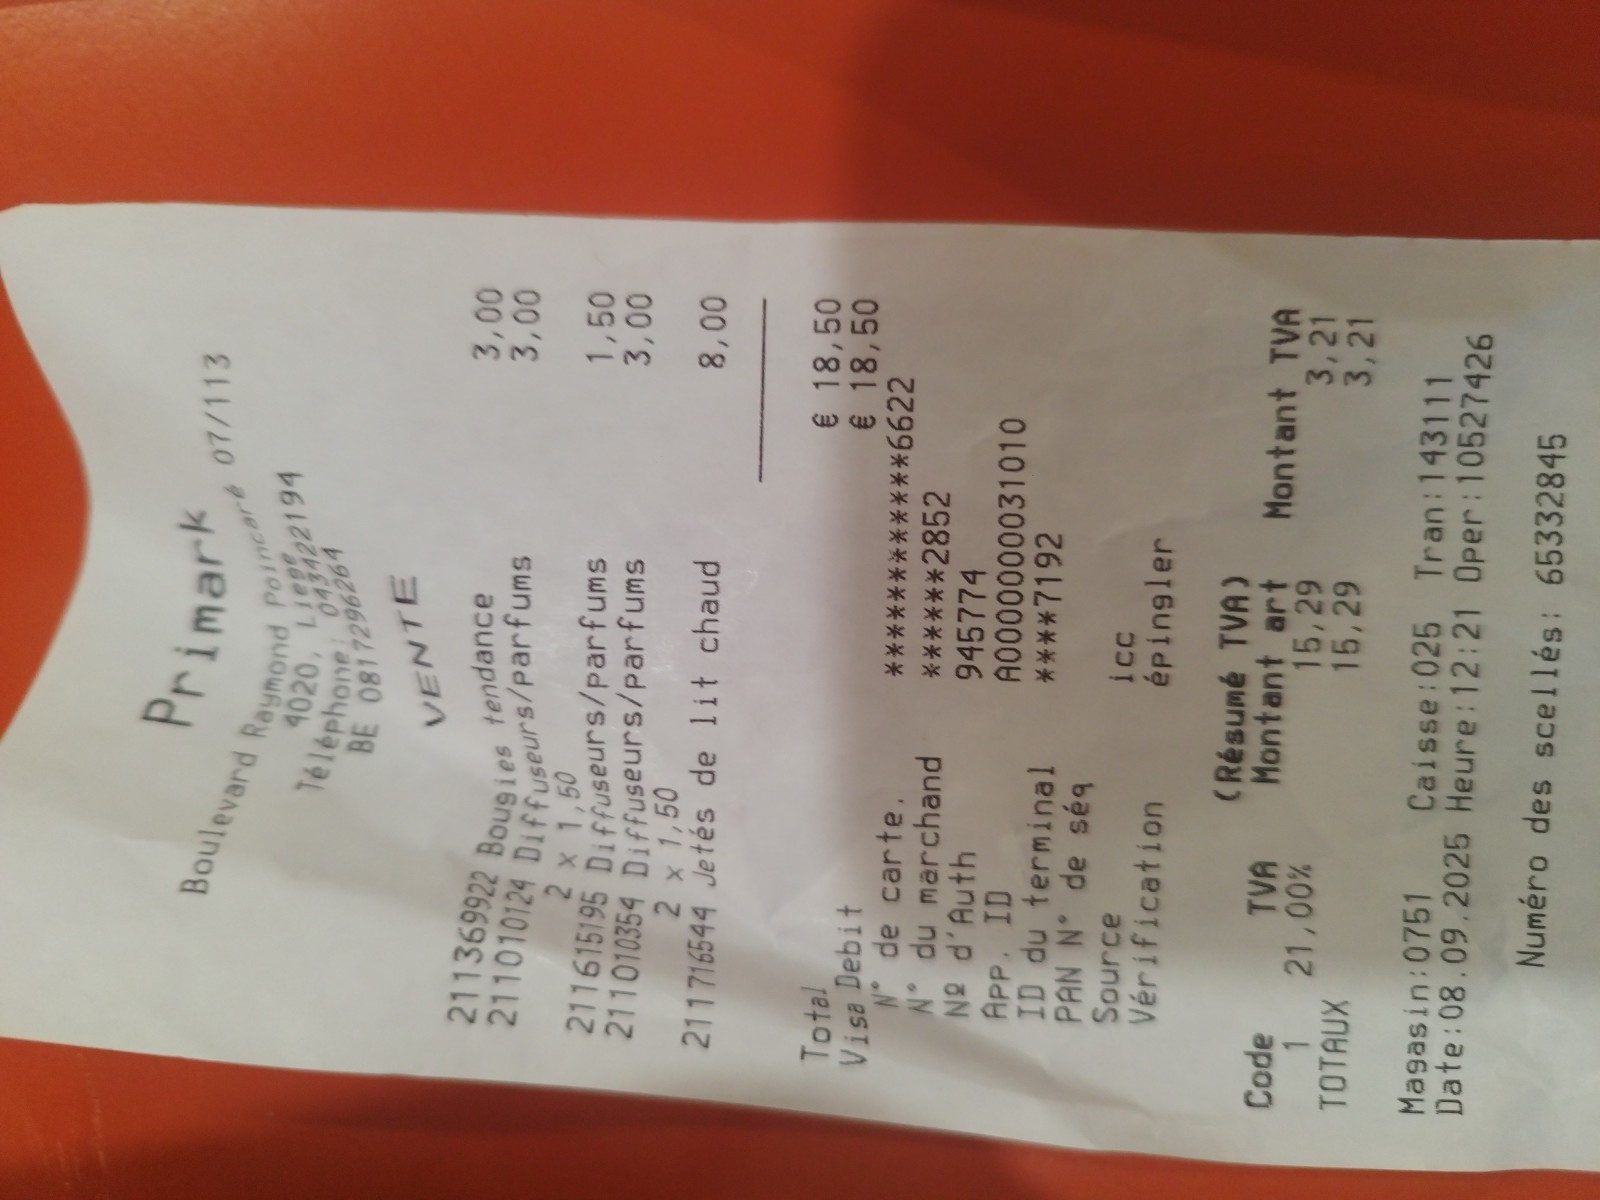 Primark
Boulevard Raymond Poincaré 07/113
4020, Liege
Téléphone: 043422194
BE 0817296264
VENTE
211369922 Bougies tendance 3,00
211010124 Diffuseurs/parfums 3,00
2 x 1,50
211615195 Diffuseurs/parfums 1,50
211010354 Diffuseurs/parfums 3,00
2 x 1,50
211716544 Jetés de lit chaud 8,00
Total € 18,50
Visa Debit € 18,50
N° de carte. ************6622
N° du marchand ******2852
Nº d'Auth 945774
App. ID A0000000031010
ID du terminal ****7192
PAN N° de séq
Source icc
Vérification épingler
(Résumé TVA)
Code TVA Montant art Montant TVA
1 21,00% 15,29 3,21
TOTAUX 15,29 3,21
Magasin:0751 Caisse:025 Tran:143111
Date:08.09.2025 Heure:12:21 Oper:10527426
Numéro des scellés: 65332845